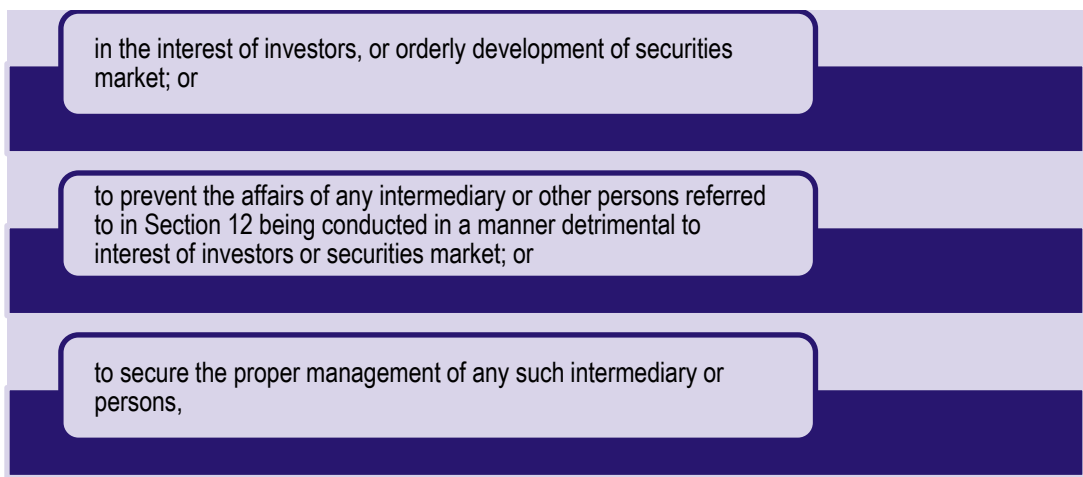 in the interest of investors, or orderly development of securities
market; or
to prevent the affairs of any intermediary or other persons referred
to in Section 12 being conducted in a manner detrimental to
interest of investors or securities market; or
to secure the proper management of any such intermediary or
persons,